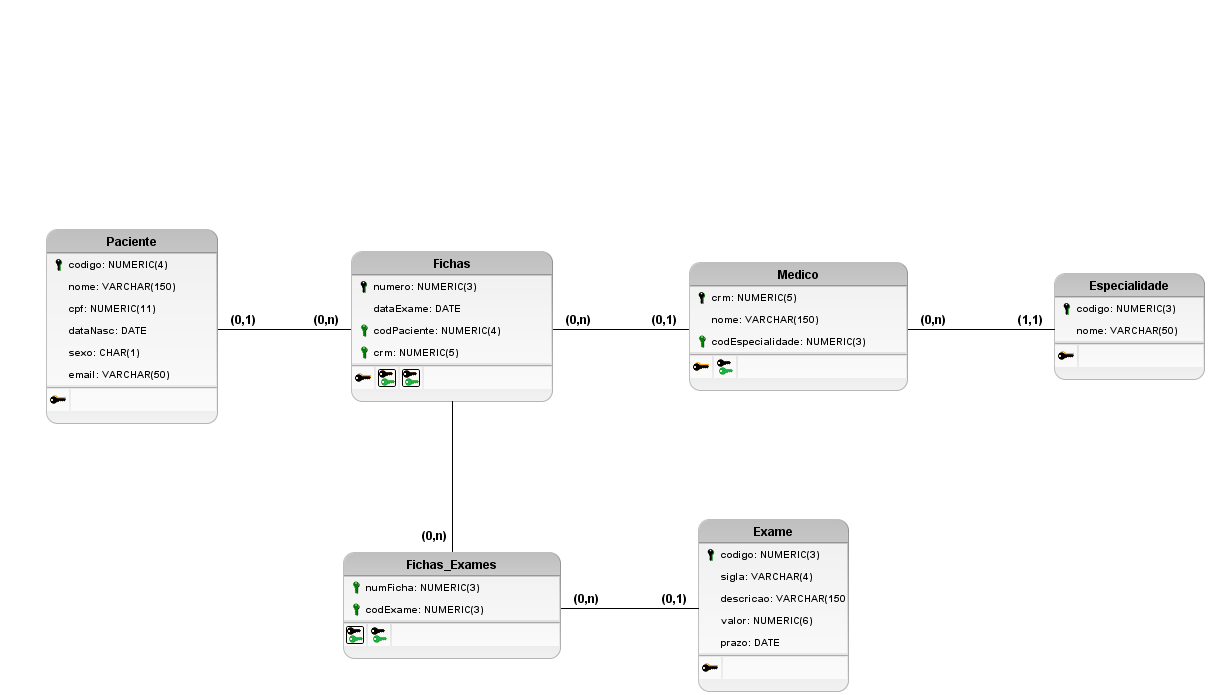 Paciente
codigo: NUMERIC(4)
nome: VARCHAR(150)
cpf: NUMERIC(11)
dataNasc: DATE
sexo: CHAR(1)
email: VARCHAR(50)
(0,1)
(0,n)
Fichas
numero: NUMERIC(3)
dataExame: DATE
codPaciente: NUMERIC(4)
crm: NUMERIC(5)
(0,n)
(0,1)
Medico
crm: NUMERIC(5)
nome: VARCHAR(150)
codEspecialidade: NUMERIC(3)
(0,n)
(1,1)
Especialidade
codigo: NUMERIC(3)
nome: VARCHAR(50)
(0,n)
Fichas_Exames
numFicha: NUMERIC(3)
codExame: NUMERIC(3)
(0,n)
(0,1)
Exame
codigo: NUMERIC(3)
sigla: VARCHAR(4)
descricao: VARCHAR(150
valor: NUMERIC(6)
prazo: DATE